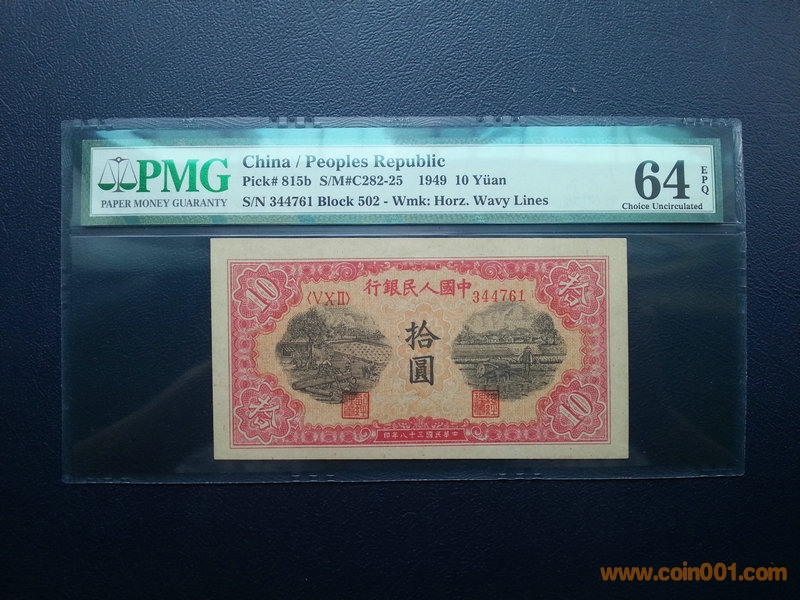 PMG
PAPER MONEY GUARANTY
China / Peoples Republic
Pick# 815b S/M#C282-25 1949 10 Yüan
S/N 344761 Block 502 - Wmk: Horz. Wavy Lines
64 EPQ
Choice Uncirculated
行銀民人國中
〈VXII〉 344761
10 叁
拾圓
叁 10
印年八十三國民華中
www.coin001.com